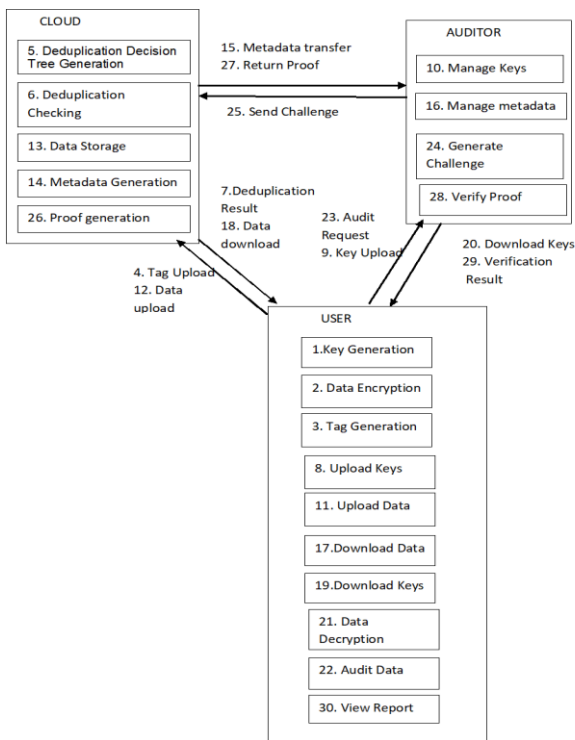 CLOUD
5. Deduplication Decision
Tree Generation
6. Deduplication
Checking
13. Data Storage
14. Metadata Generation
26. Proof generation
15. Metadata transfer
27. Return Proof
25. Send Challenge
AUDITOR
10. Manage Keys
16. Manage metadata
24. Generate
Challenge
28. Verify Proof
7.Deduplication
Result
18. Data
download
23. Audit
Request
9. Key Upload
20. Download Keys
29. Verification
Result
4. Tag Upload
12. Data
upload
USER
1.Key Generation
2. Data Encryption
3. Tag Generation
8. Upload Keys
11. Upload Data
17.Download Data
19.Download Keys
21. Data
Decryption
22. Audit Data
30. View Report